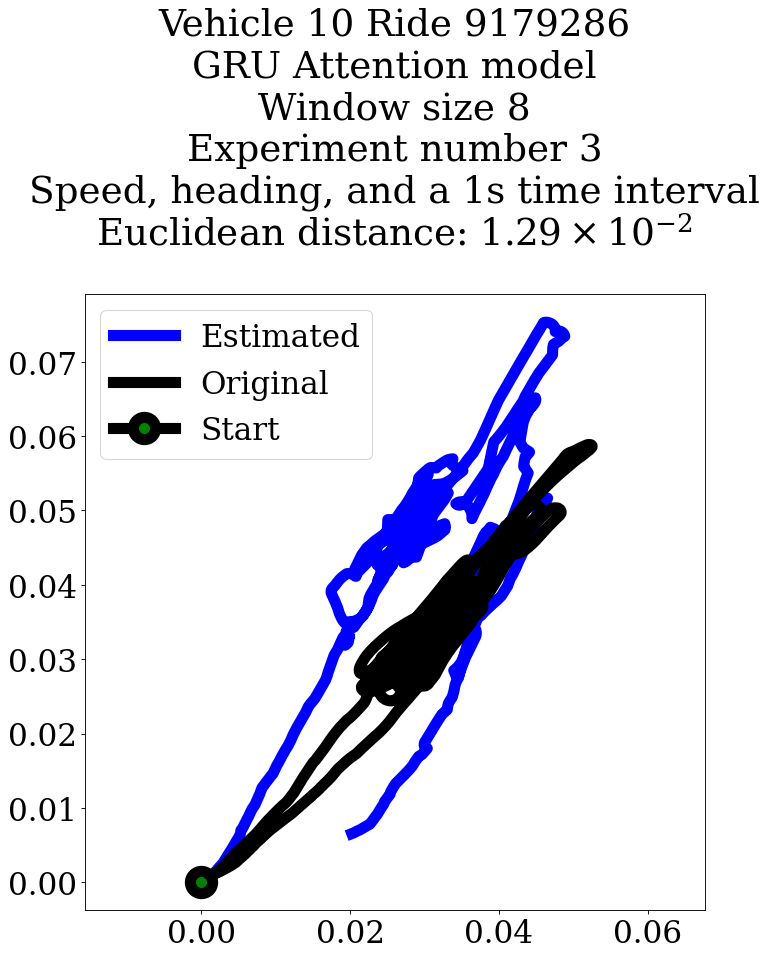 Vehicle 10 Ride 9179286
GRU Attention model
Window size 8
Experiment number 3
Speed, heading, and a 1s time interval
Euclidean distance: 1.29 × 10⁻²
Estimated
Original
Start
0.07
0.06
0.05
0.04
0.03
0.02
0.01
0.00
0.00 0.02 0.04 0.06